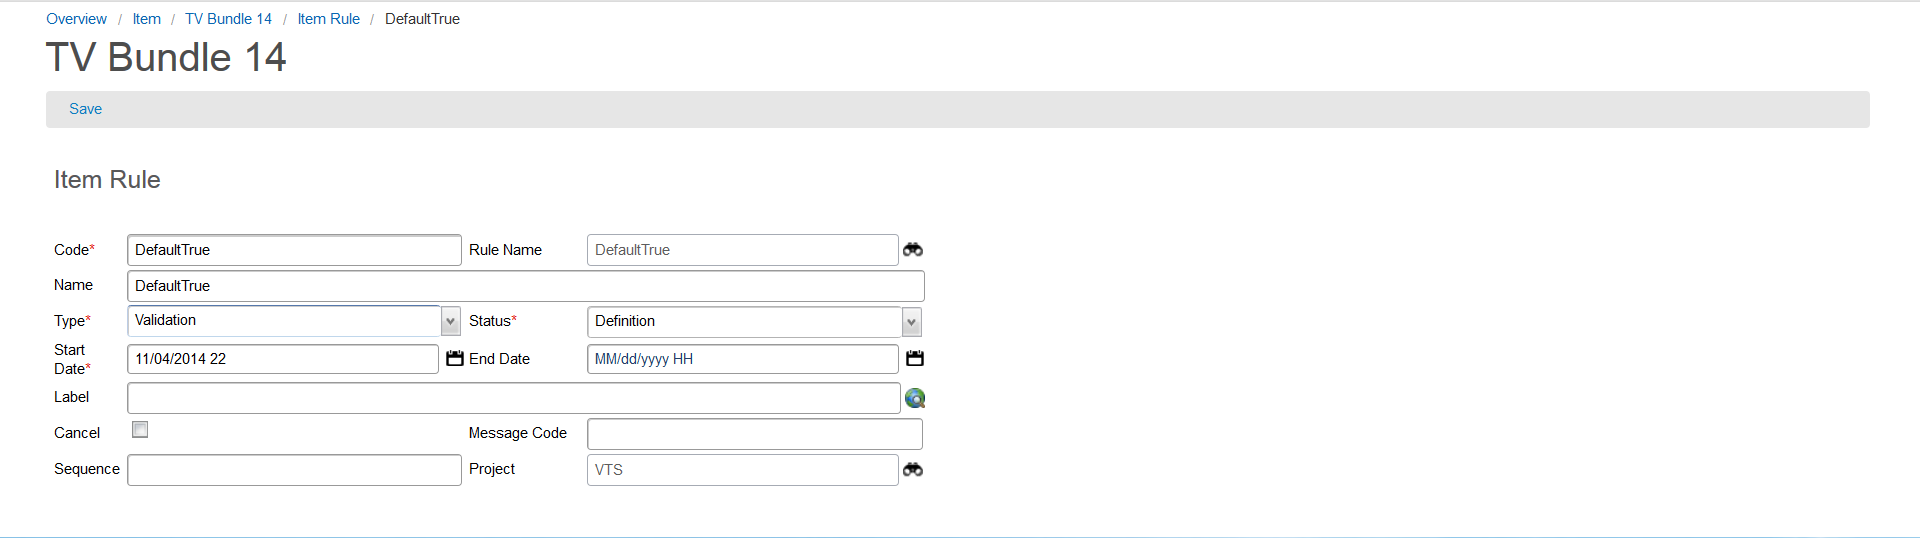 Overview / Item / TV Bundle 14 / Item Rule / DefaultTrue
TV Bundle 14
Save
Item Rule
Code* DefaultTrue Rule Name DefaultTrue
Name DefaultTrue
Type* Validation Status* Definition
Start Date* 11/04/2014 22 End Date MM/dd/yyyy HH
Label
Cancel Message Code
Sequence Project VTS